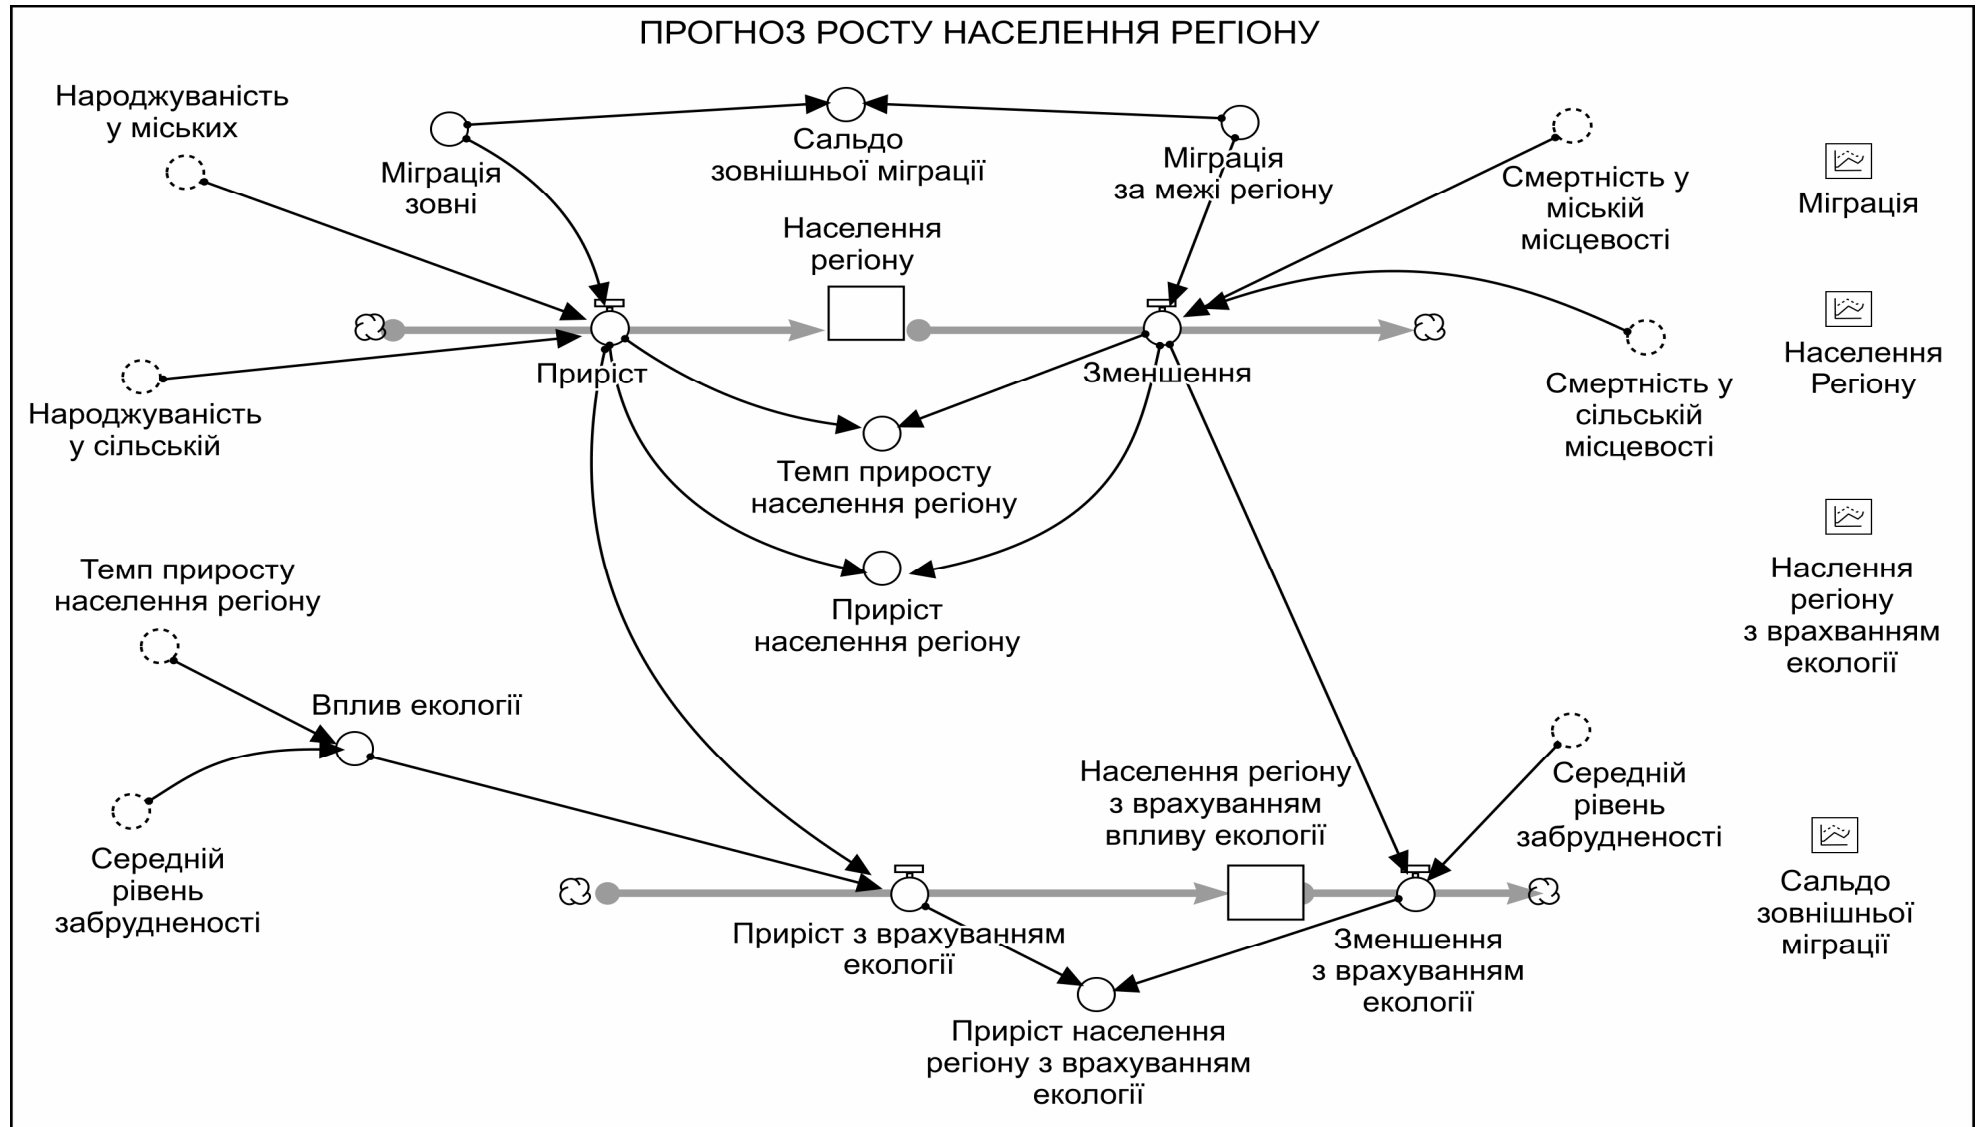 ПРОГНОЗ РОСТУ НАСЕЛЕННЯ РЕГІОНУ
Народжуваність
у міських
Міграція
зовні
Сальдо
зовнішньої міграції
Міграція
за межі регіону
Смертність у
міській
місцевості
Міграція
Населення
регіону
Народжуваність
у сільській
Приріст
Зменшення
Смертність у
сільській
місцевості
Населення
Регіону
Темп приросту
населення регіону
Приріст
населення регіону
Наслення
регіону
з врахванням
екології
Темп приросту
населення регіону
Вплив екології
Середній
рівень
забрудненості
Населення регіону
з врахуванням
впливу екології
Середній
рівень
забрудненості
Приріст з врахуванням
екології
Зменшення
з врахуванням
екології
Сальдо
зовнішньої
міграції
Приріст населення
регіону з врахуванням
екології